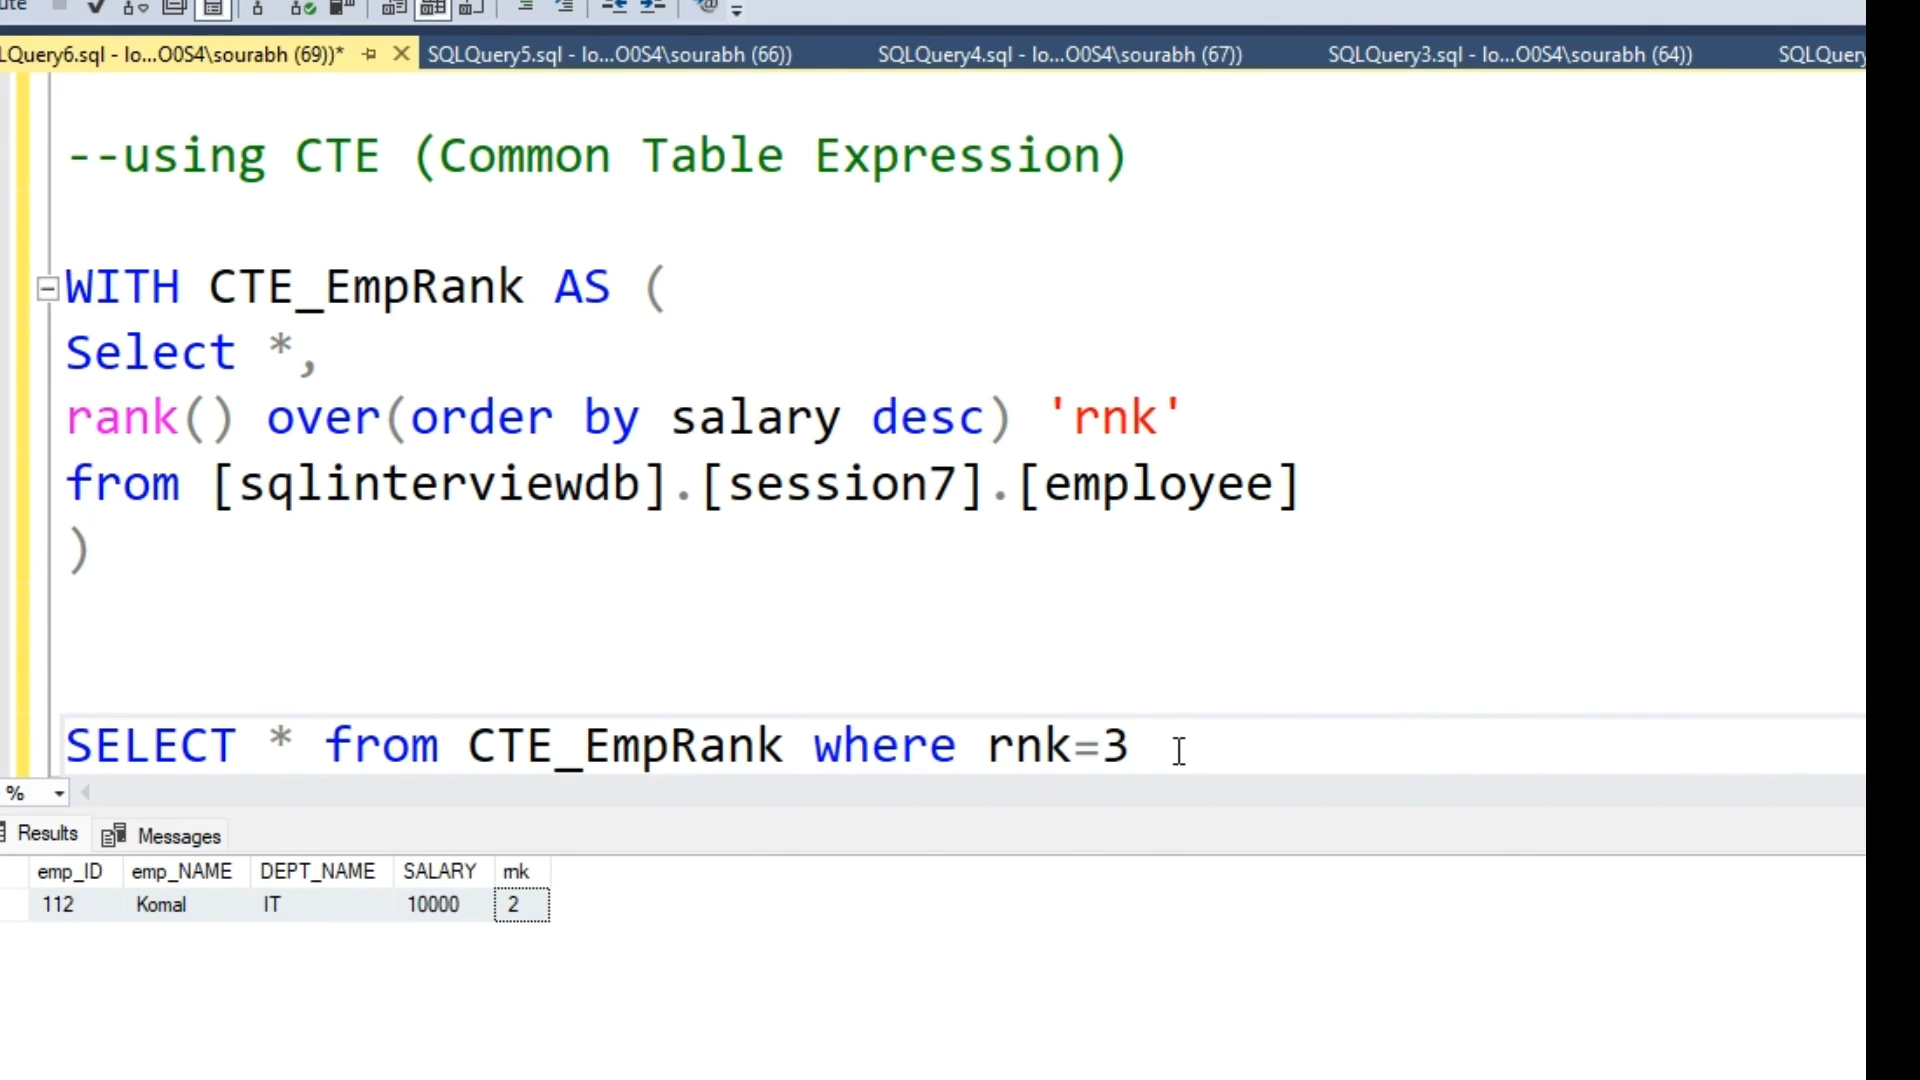 ute
LQuery6.sql - lo...O0S4\sourabh (69))*
SQLQuery5.sql - lo...O0S4\sourabh (66))
SQLQuery4.sql - lo...O0S4\sourabh (67))
SQLQuery3.sql - lo...O0S4\sourabh (64))
SQLQuery
--using CTE (Common Table Expression)
WITH CTE_EmpRank AS (
Select *,
rank() over(order by salary desc) 'rnk'
from [sqlinterviewdb].[session7].[employee]
)
SELECT * from CTE_EmpRank where rnk=3
%
Results Messages
emp_ID emp_NAME DEPT_NAME SALARY rnk
112 Komal IT 10000 2